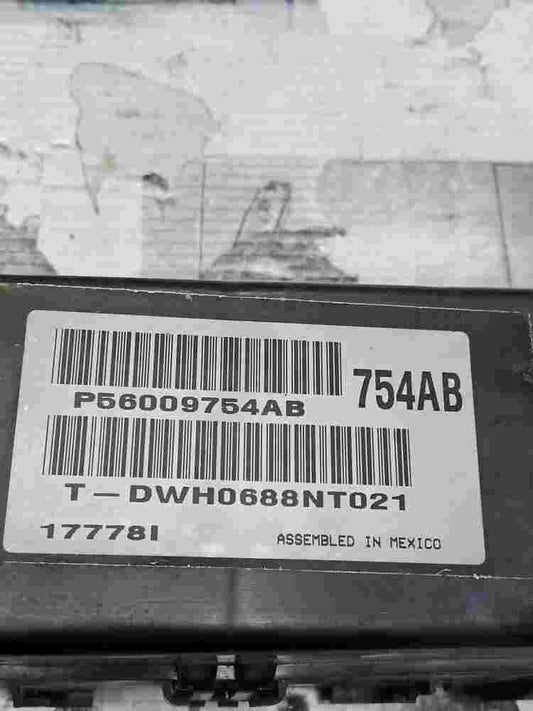 P56009754AB
754AB
T-DWH0688NT021
17778I
ASSEMBLED IN MEXICO